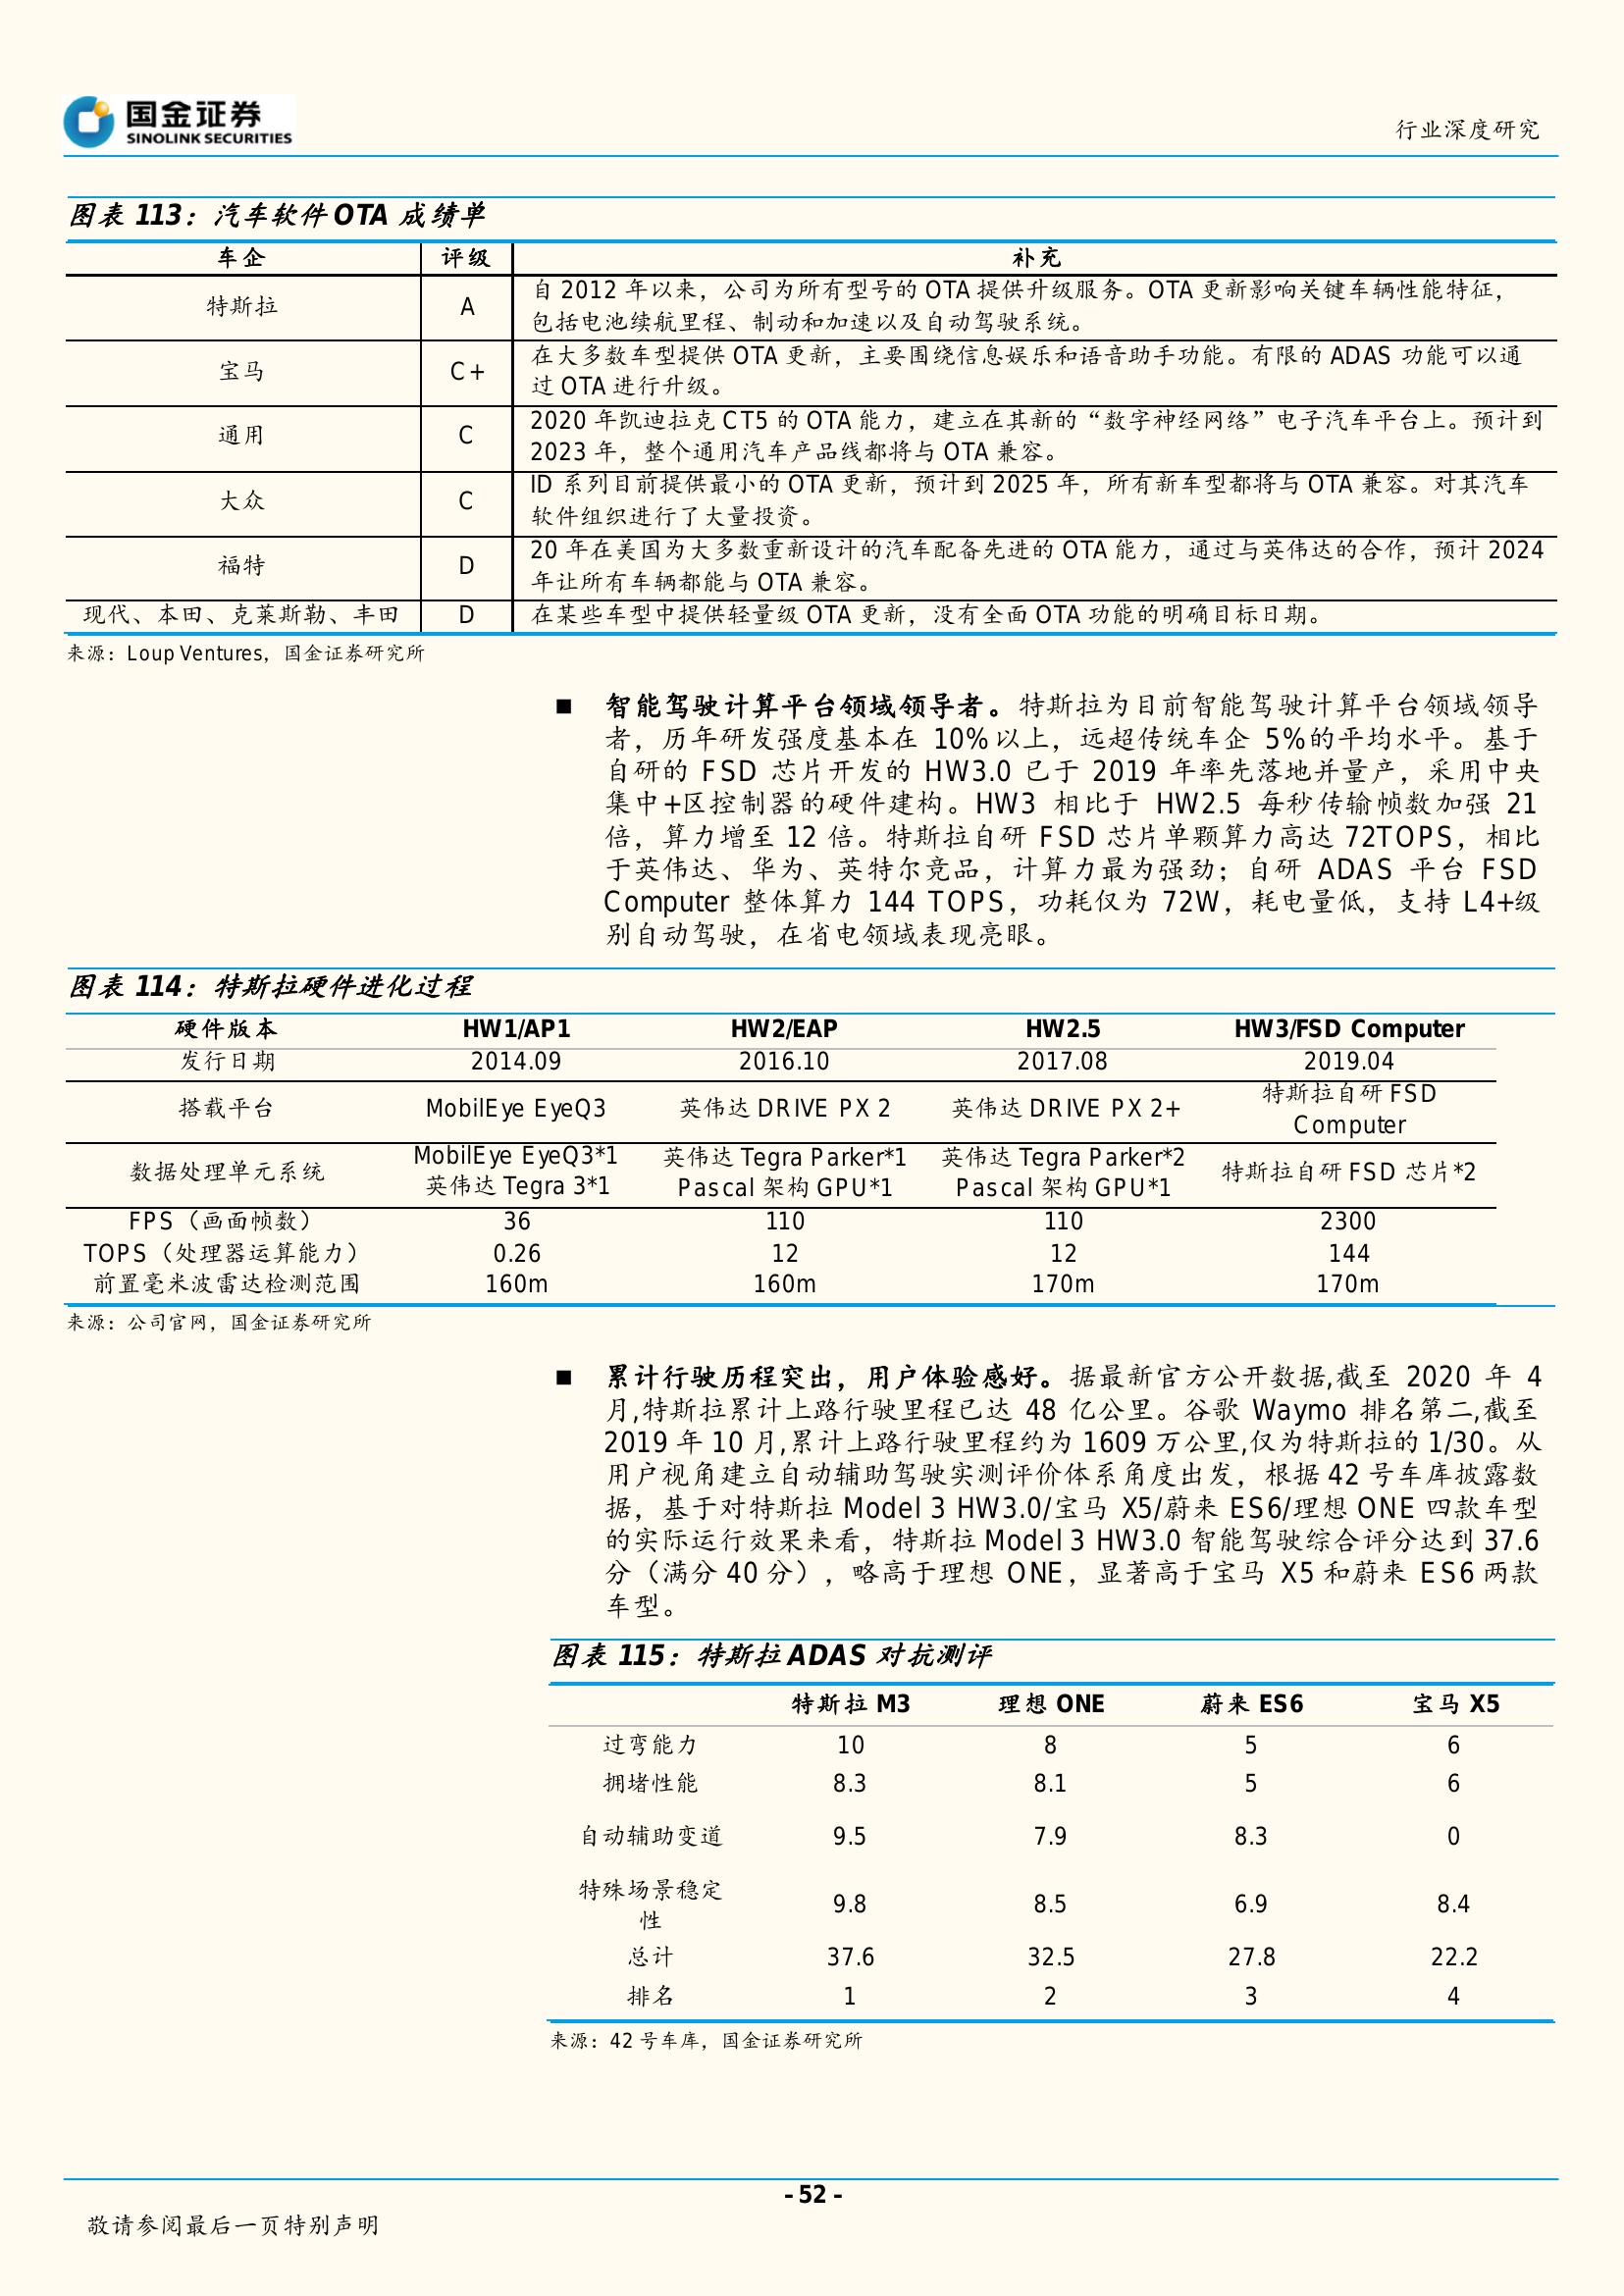 国金证券
SINOLINK SECURITIES
行业深度研究
图表 113：汽车软件 OTA 成绩单
车企 评级 补充
特斯拉 A 自 2012 年以来，公司为所有型号的 OTA 提供升级服务。OTA 更新影响关键车辆性能特征，
包括电池续航里程、制动和加速以及自动驾驶系统。
宝马 C+ 在大多数车型提供 OTA 更新，主要围绕信息娱乐和语音助手功能。有限的 ADAS 功能可以通
过 OTA 进行升级。
通用 C 2020 年凯迪拉克 CT5 的 OTA 能力，建立在其新的“数字神经网络”电子汽车平台上。预计到
2023 年，整个通用汽车产品线都将与 OTA 兼容。
大众 C ID 系列目前提供最小的 OTA 更新，预计到 2025 年，所有新车型都将与 OTA 兼容。对其汽车
软件组织进行了大量投资。
福特 D 20 年在美国为大多数重新设计的汽车配备先进的 OTA 能力，通过与英伟达的合作，预计 2024
年让所有车辆都能与 OTA 兼容。
现代、本田、克莱斯勒、丰田 D 在某些车型中提供轻量级 OTA 更新，没有全面 OTA 功能的明确目标日期。
来源：Loup Ventures，国金证券研究所
■ 智能驾驶计算平台领域领导者。特斯拉为目前智能驾驶计算平台领域领导
者，历年研发强度基本在 10%以上，远超传统车企 5%的平均水平。基于
自研的 FSD 芯片开发的 HW3.0 已于 2019 年率先落地并量产，采用中央
集中+区控制器的硬件建构。HW3 相比于 HW2.5 每秒传输帧数加强 21
倍，算力增至 12 倍。特斯拉自研 FSD 芯片单颗算力高达 72TOPS，相比
于英伟达、华为、英特尔竞品，计算力最为强劲；自研 ADAS 平台 FSD
Computer 整体算力 144 TOPS，功耗仅为 72W，耗电量低，支持 L4+级
别自动驾驶，在省电领域表现亮眼。
图表 114：特斯拉硬件进化过程
硬件版本 HW1/AP1 HW2/EAP HW2.5 HW3/FSD Computer
发行日期 2014.09 2016.10 2017.08 2019.04
搭载平台 MobilEye EyeQ3 英伟达 DRIVE PX 2 英伟达 DRIVE PX 2+ 特斯拉自研 FSD
Computer
数据处理单元系统 MobilEye EyeQ3*1 英伟达 Tegra Parker*1 英伟达 Tegra Parker*2 特斯拉自研 FSD 芯片*2
英伟达 Tegra 3*1 Pascal 架构 GPU*1 Pascal 架构 GPU*1
FPS（画面帧数） 36 110 110 2300
TOPS（处理器运算能力） 0.26 12 12 144
前置毫米波雷达检测范围 160m 160m 170m 170m
来源：公司官网，国金证券研究所
■ 累计行驶历程突出，用户体验感好。据最新官方公开数据,截至 2020 年 4
月,特斯拉累计上路行驶里程已达 48 亿公里。谷歌 Waymo 排名第二,截至
2019 年 10 月,累计上路行驶里程约为 1609 万公里,仅为特斯拉的 1/30。从
用户视角建立自动辅助驾驶实测评价体系角度出发，根据 42 号车库披露数
据，基于对特斯拉 Model 3 HW3.0/宝马 X5/蔚来 ES6/理想 ONE 四款车型
的实际运行效果来看，特斯拉 Model 3 HW3.0 智能驾驶综合评分达到 37.6
分（满分 40 分），略高于理想 ONE，显著高于宝马 X5 和蔚来 ES6 两款
车型。
图表 115：特斯拉 ADAS 对抗测评
特斯拉 M3 理想 ONE 蔚来 ES6 宝马 X5
过弯能力 10 8 5 6
拥堵性能 8.3 8.1 5 6
自动辅助变道 9.5 7.9 8.3 0
特殊场景稳定
性 9.8 8.5 6.9 8.4
总计 37.6 32.5 27.8 22.2
排名 1 2 3 4
来源：42 号车库，国金证券研究所
- 52 -
敬请参阅最后一页特别声明